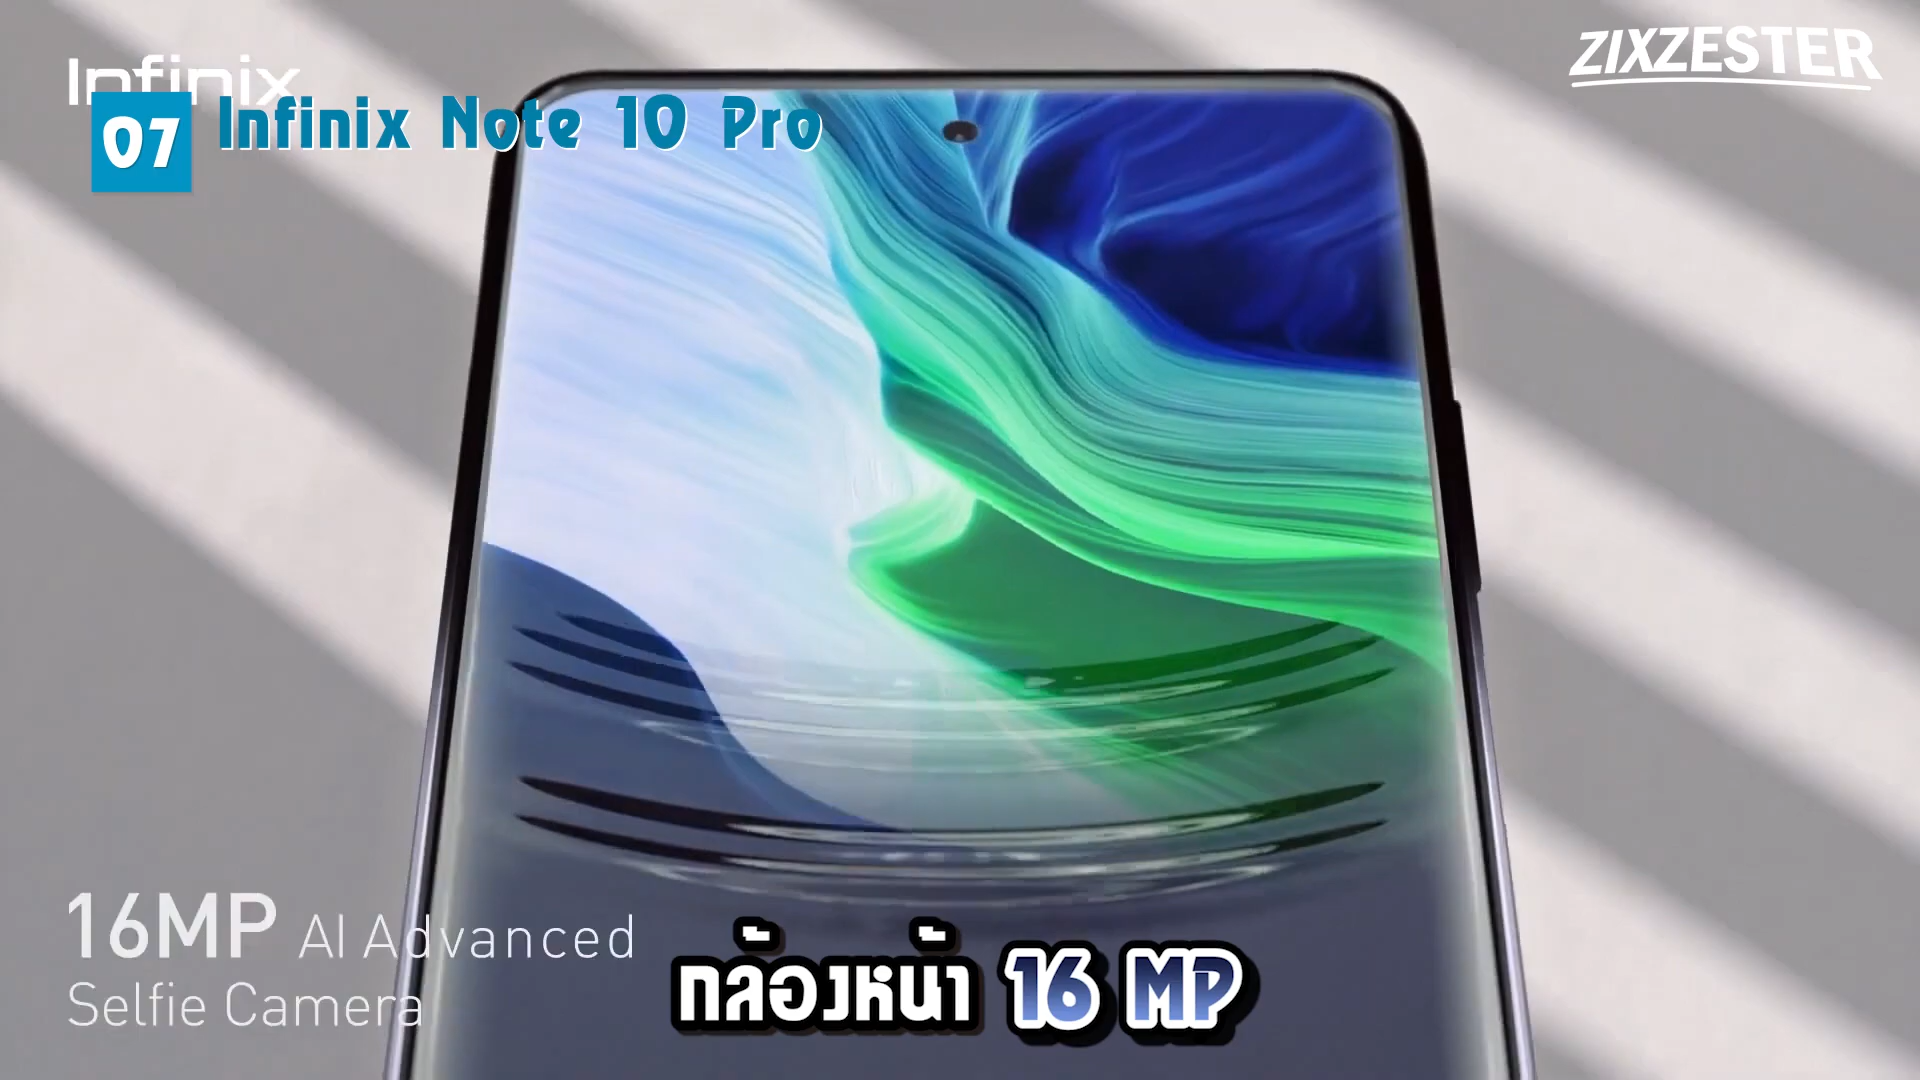 Infinix
ZIXZESTER
07 Infinix Note 10 Pro
16MP AI Advanced
Selfie Camera
กล้องหน้า 16 MP